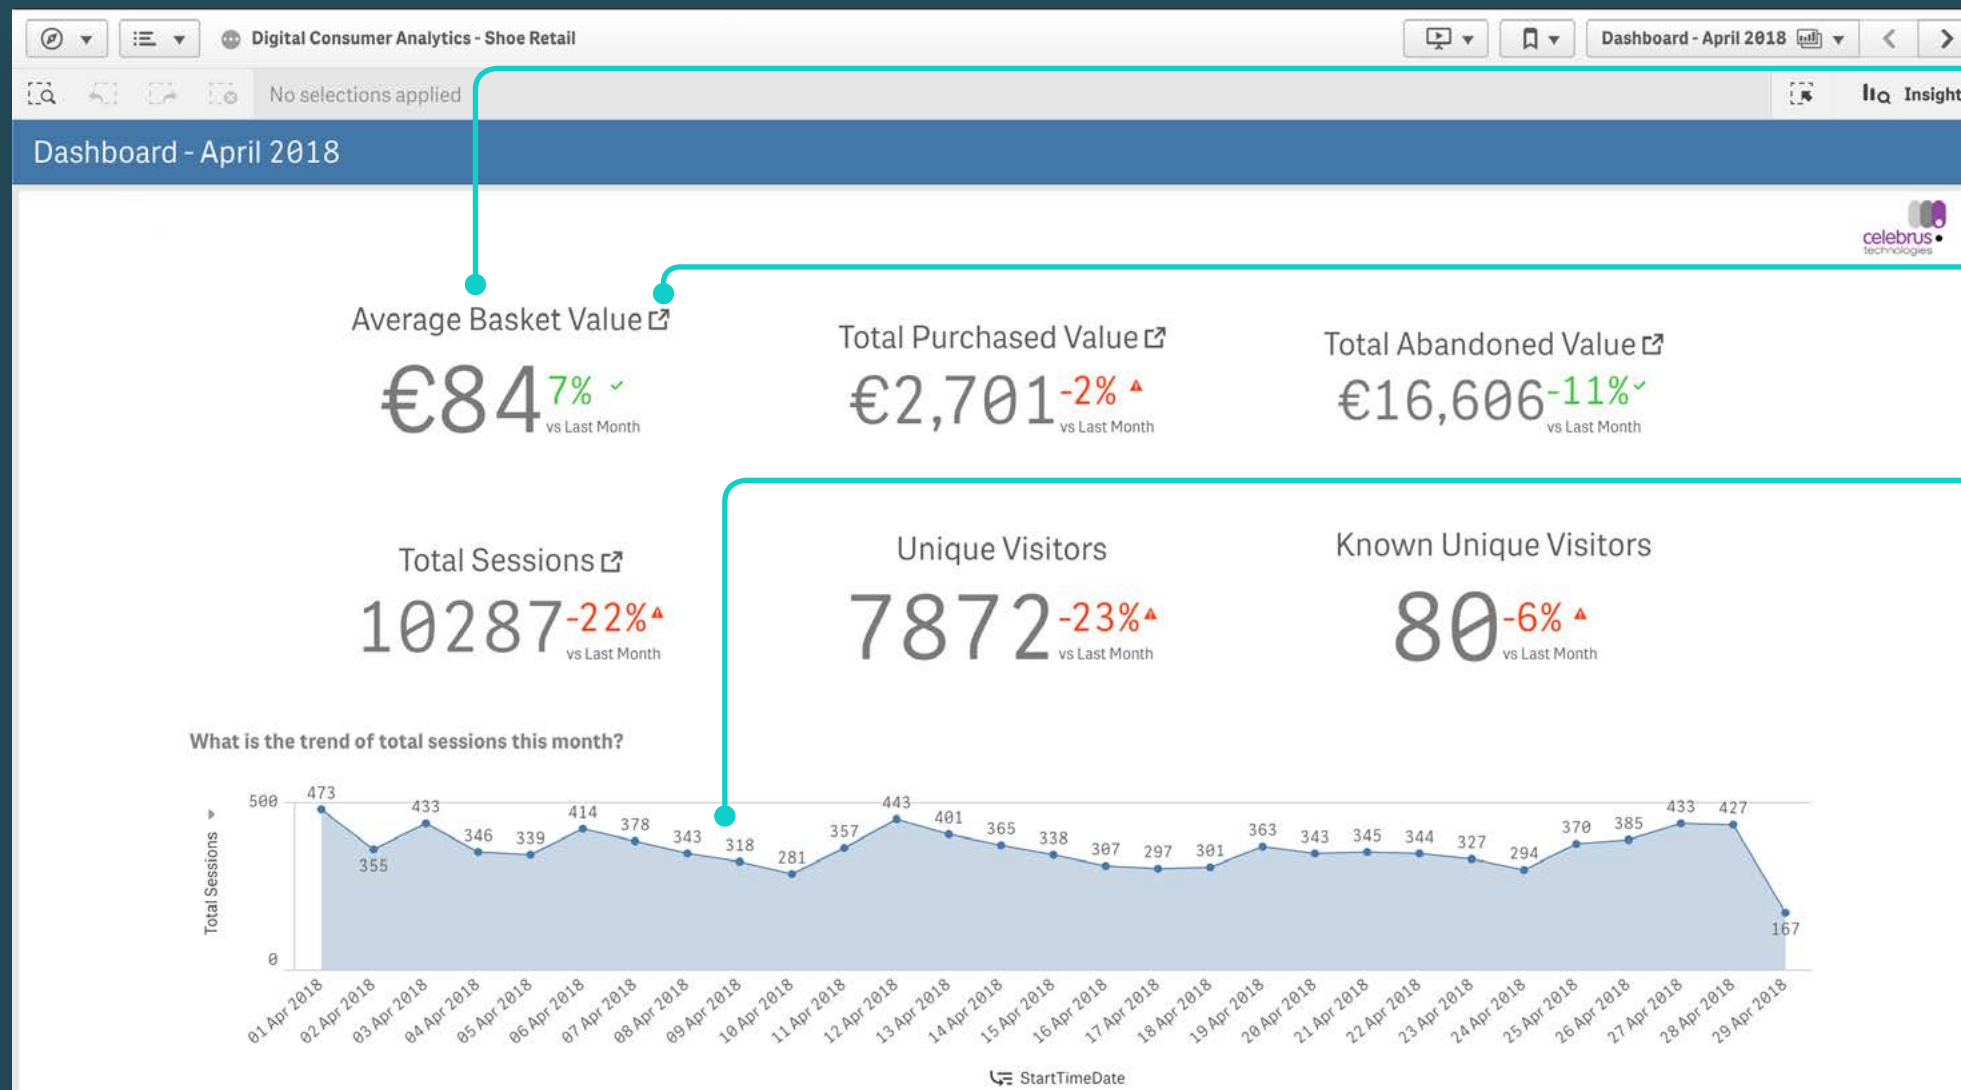 Digital Consumer Analytics - Shoe Retail
Dashboard - April 2018
No selections applied
Insight
Dashboard - April 2018
celebrus
technologies
Average Basket Value
€84 7%
vs Last Month
Total Purchased Value
€2,701 -2%
vs Last Month
Total Abandoned Value
€16,606 -11%
vs Last Month
Total Sessions
10287 -22%
vs Last Month
Unique Visitors
7872 -23%
vs Last Month
Known Unique Visitors
80 -6%
vs Last Month
What is the trend of total sessions this month?
Total Sessions
500
0
473
355
433
346
339
414
378
343
318
281
357
443
401
365
338
307
297
301
363
343
345
344
327
294
370
385
433
427
167
01 Apr 2018
02 Apr 2018
03 Apr 2018
04 Apr 2018
05 Apr 2018
06 Apr 2018
07 Apr 2018
08 Apr 2018
09 Apr 2018
10 Apr 2018
11 Apr 2018
12 Apr 2018
13 Apr 2018
14 Apr 2018
15 Apr 2018
16 Apr 2018
17 Apr 2018
18 Apr 2018
19 Apr 2018
20 Apr 2018
21 Apr 2018
22 Apr 2018
23 Apr 2018
24 Apr 2018
25 Apr 2018
26 Apr 2018
27 Apr 2018
28 Apr 2018
29 Apr 2018
StartTimeDate